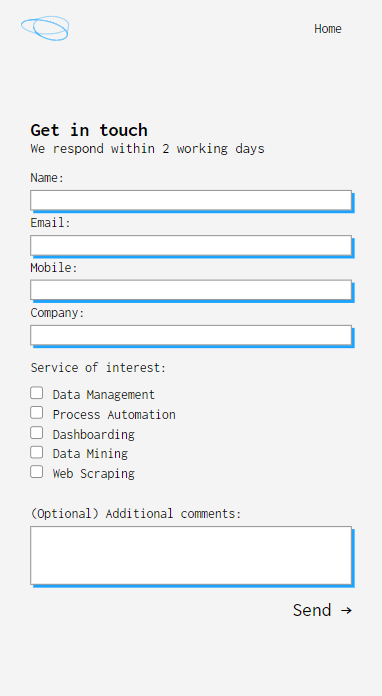 Home
Get in touch
We respond within 2 working days
Name:
Email:
Mobile:
Company:
Service of interest:
Data Management
Process Automation
Dashboarding
Data Mining
Web Scraping
(Optional) Additional comments:
Send →